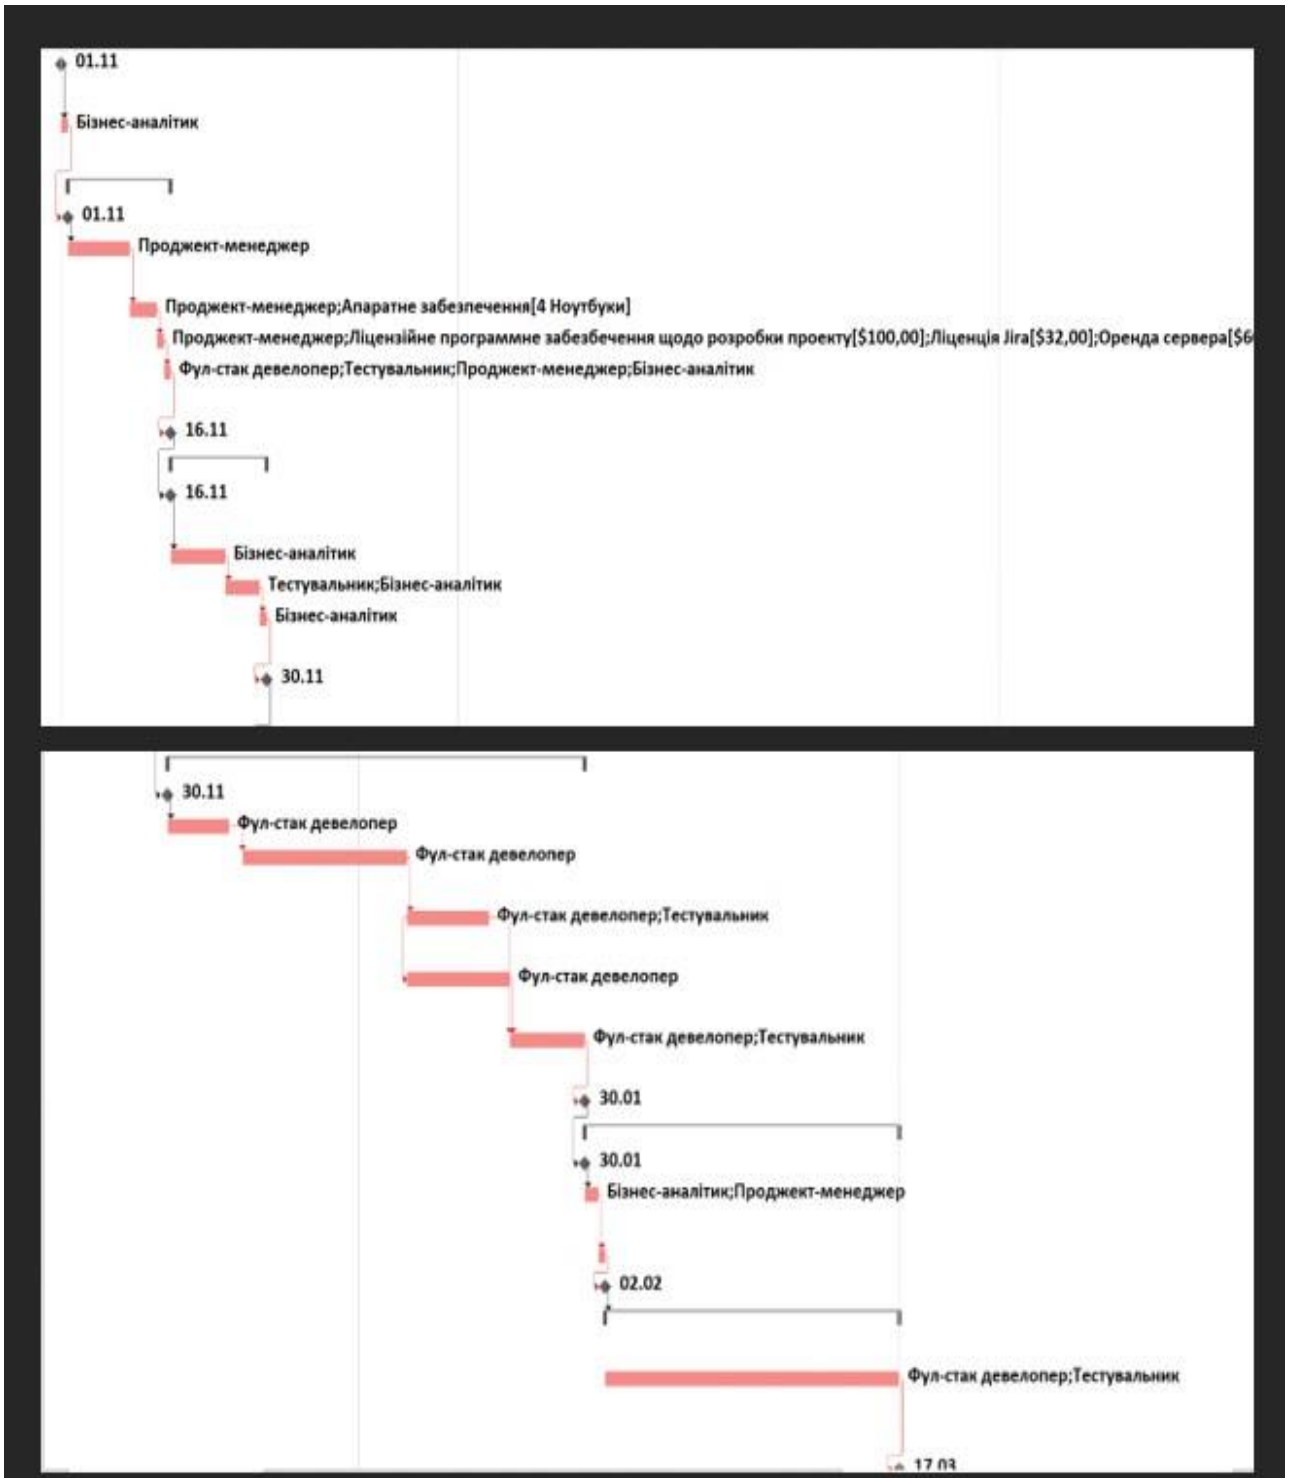 01.11
Бізнес-аналітик
01.11
Проджект-менеджер
Проджект-менеджер;Апаратне забезпечення[4 Ноутбуки]
Проджект-менеджер;Ліцензійне программне забезбечення щодо розробки проекту[$100,00];Ліценція Jira[$32,00];Оренда сервера[$6
Фул-стак девелопер;Тестувальник;Проджект-менеджер;Бізнес-аналітик
16.11
16.11
Бізнес-аналітик
Тестувальник;Бізнес-аналітик
Бізнес-аналітик
30.11
30.11
Фул-стак девелопер
Фул-стак девелопер
Фул-стак девелопер;Тестувальник
Фул-стак девелопер
Фул-стак девелопер;Тестувальник
30.01
30.01
Бізнес-аналітик;Проджект-менеджер
02.02
Фул-стак девелопер;Тестувальник
17.03